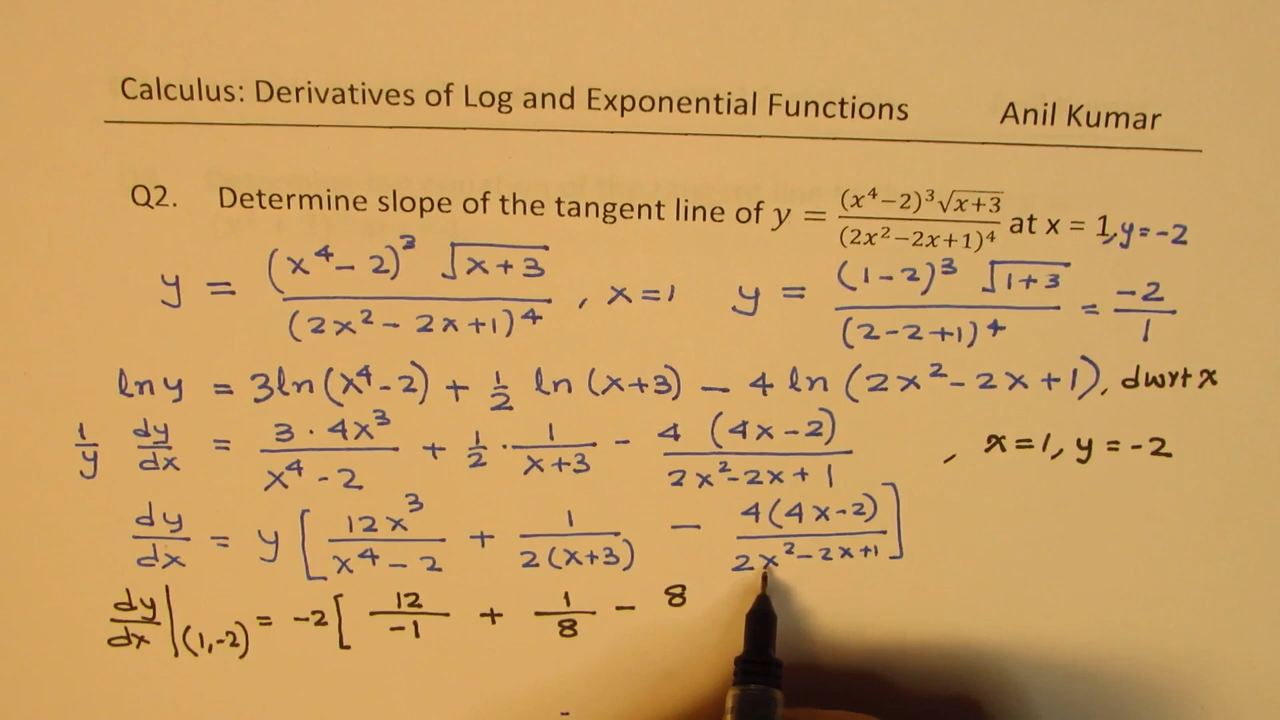 Calculus: Derivatives of Log and Exponential Functions Anil Kumar
Q2. Determine slope of the tangent line of y = (x⁴−2)³√(x+3) / (2x²−2x+1)⁴ at x = 1, y = -2
y = (x⁴ - 2)³ √(x+3) / (2x² - 2x+1)⁴ , x=1 y = (1-2)³ √(1+3) / (2-2+1)⁴ = -2/1
ln y = 3ln(x⁴-2) + 1/2 ln (x+3) - 4 ln (2x²-2x+1), dwrt x
1/y dy/dx = 3·4x³ / (x⁴-2) + 1/2 · 1/(x+3) - 4 (4x-2) / (2x²-2x+1) , x=1, y = -2
dy/dx = y [ 12x³ / (x⁴-2) + 1 / 2(x+3) - 4(4x-2) / (2x²-2x+1) ]
dy/dx |(1,-2) = -2 [ 12/-1 + 1/8 - 8